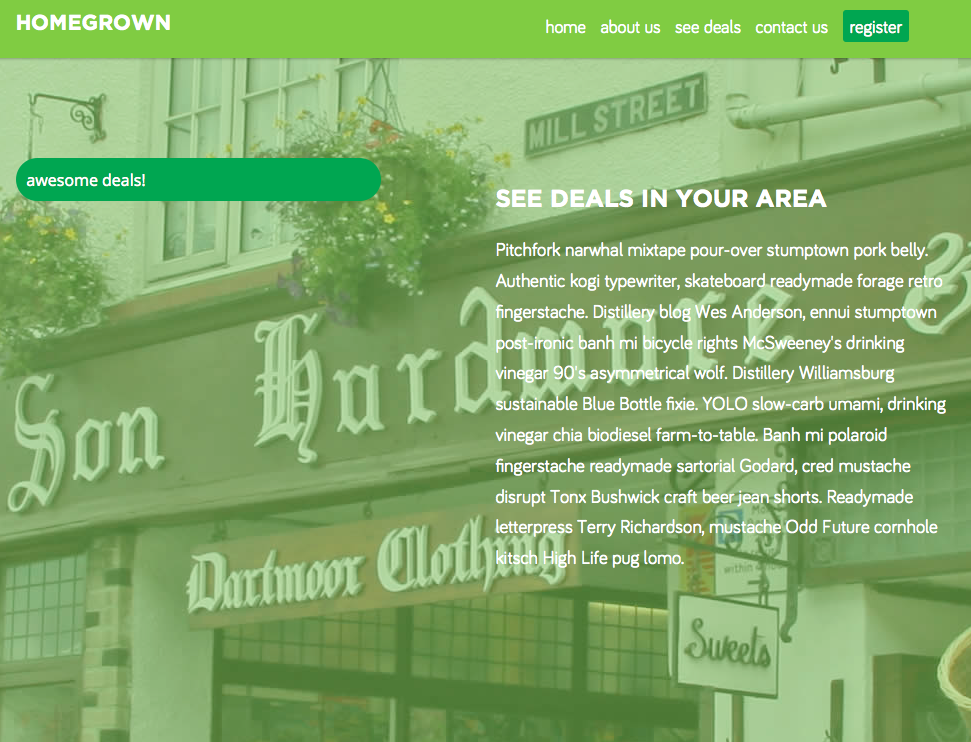 HOMEGROWN
home about us see deals contact us register
MILL STREET
awesome deals!
SEE DEALS IN YOUR AREA
Pitchfork narwhal mixtape pour-over stumptown pork belly.
Authentic kogi typewriter, skateboard readymade forage retro
fingerstache. Distillery blog Wes Anderson, ennui stumptown
post-ironic banh mi bicycle rights McSweeney's drinking
vinegar 90's asymmetrical wolf. Distillery Williamsburg
sustainable Blue Bottle fixie. YOLO slow-carb umami, drinking
vinegar chia biodiesel farm-to-table. Banh mi polaroid
fingerstache readymade sartorial Godard, cred mustache
disrupt Tonx Bushwick craft beer jean shorts. Readymade
letterpress Terry Richardson, mustache Odd Future cornhole
kitsch High Life pug lomo.
Son Hardware &
Dartmoor Clothing
within
Sweets